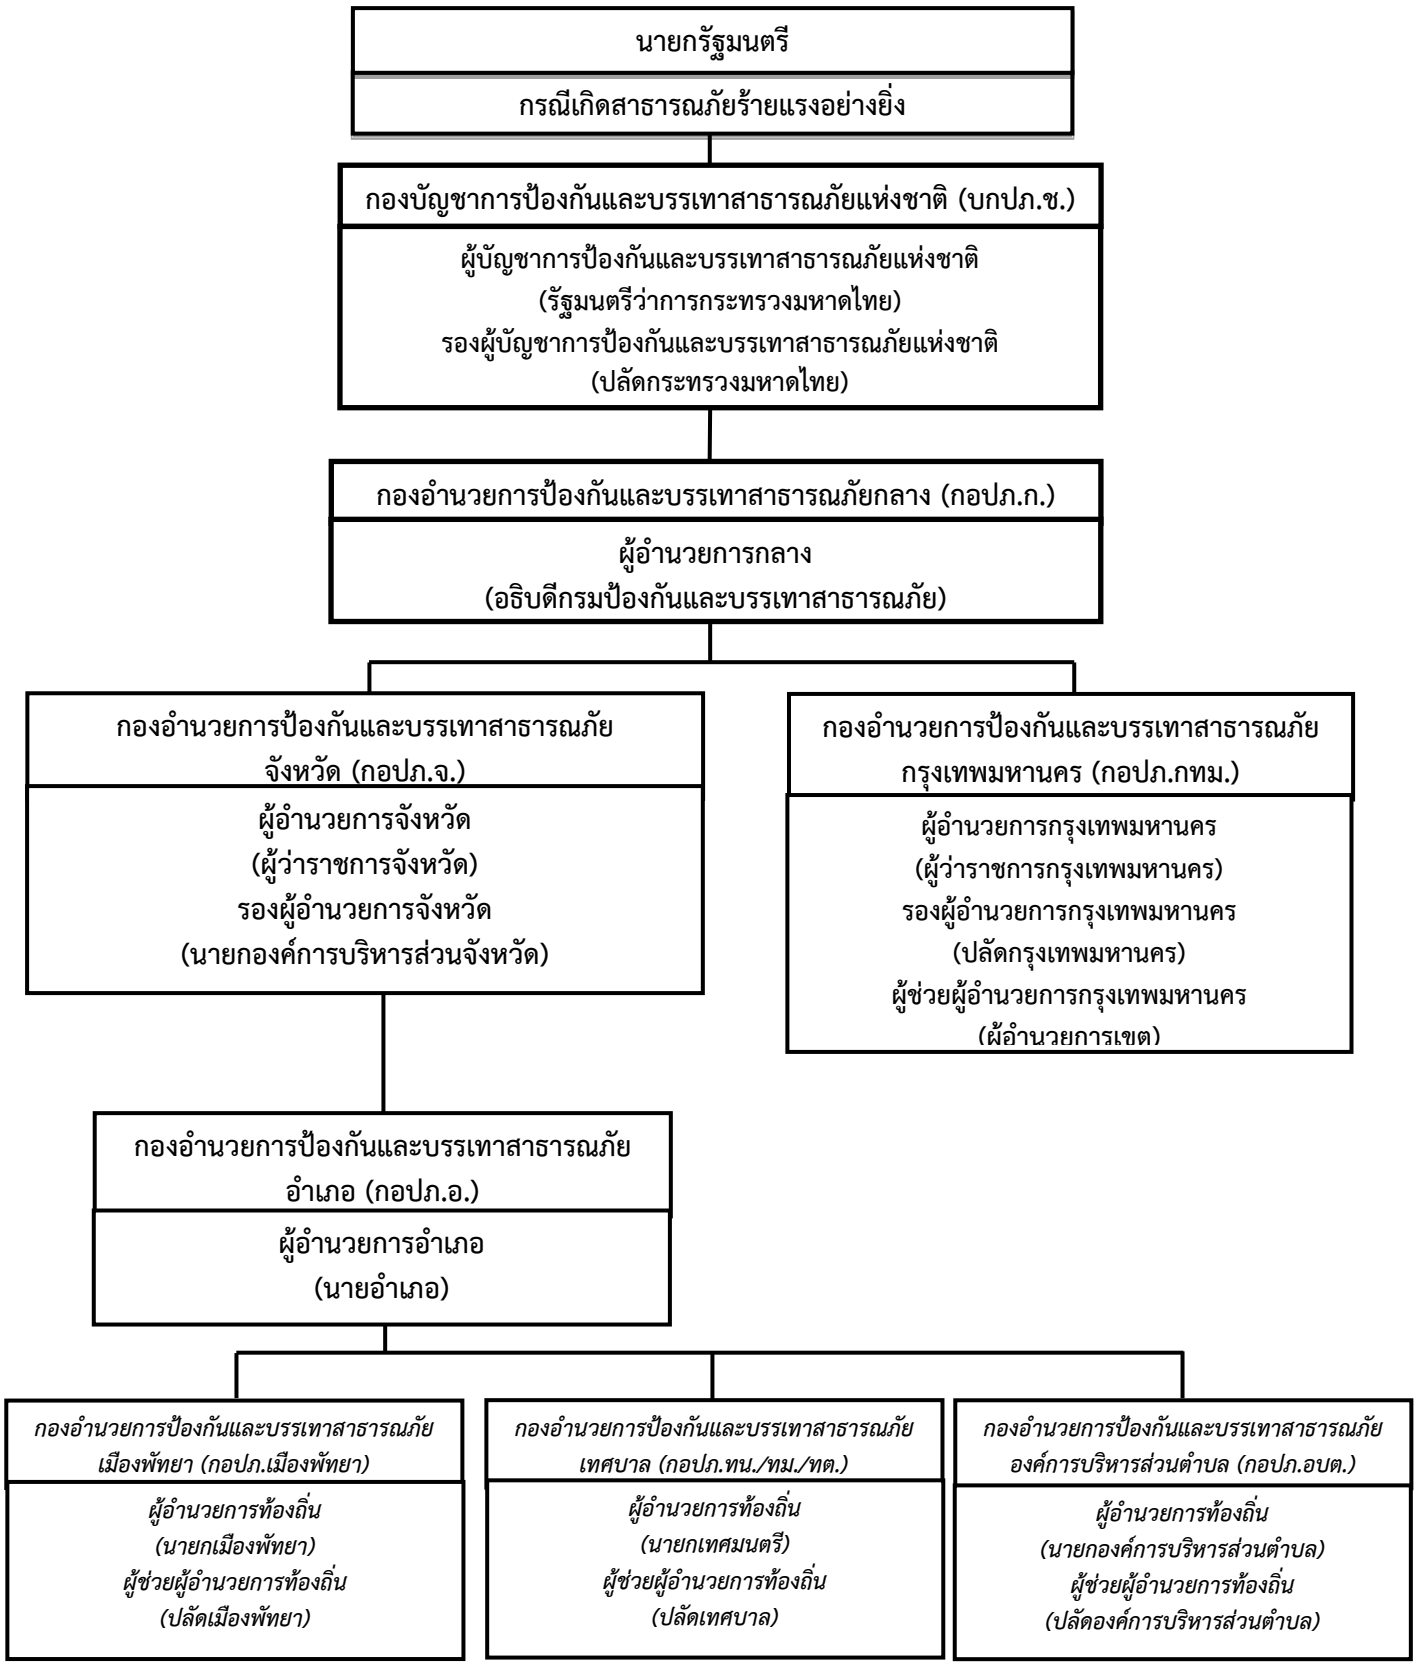 นายกรัฐมนตรี
กรณีเกิดสาธารณภัยร้ายแรงอย่างยิ่ง
กองบัญชาการป้องกันและบรรเทาสาธารณภัยแห่งชาติ (บกปภ.ช.)
ผู้บัญชาการป้องกันและบรรเทาสาธารณภัยแห่งชาติ
(รัฐมนตรีว่าการกระทรวงมหาดไทย)
รองผู้บัญชาการป้องกันและบรรเทาสาธารณภัยแห่งชาติ
(ปลัดกระทรวงมหาดไทย)
กองอำนวยการป้องกันและบรรเทาสาธารณภัยกลาง (กอปภ.ก.)
ผู้อำนวยการกลาง
(อธิบดีกรมป้องกันและบรรเทาสาธารณภัย)
กองอำนวยการป้องกันและบรรเทาสาธารณภัย
จังหวัด (กอปภ.จ.)
ผู้อำนวยการจังหวัด
(ผู้ว่าราชการจังหวัด)
รองผู้อำนวยการจังหวัด
(นายกองค์การบริหารส่วนจังหวัด)
กองอำนวยการป้องกันและบรรเทาสาธารณภัย
กรุงเทพมหานคร (กอปภ.กทม.)
ผู้อำนวยการกรุงเทพมหานคร
(ผู้ว่าราชการกรุงเทพมหานคร)
รองผู้อำนวยการกรุงเทพมหานคร
(ปลัดกรุงเทพมหานคร)
ผู้ช่วยผู้อำนวยการกรุงเทพมหานคร
(ผู้อำนวยการเขต)
กองอำนวยการป้องกันและบรรเทาสาธารณภัย
อำเภอ (กอปภ.อ.)
ผู้อำนวยการอำเภอ
(นายอำเภอ)
กองอำนวยการป้องกันและบรรเทาสาธารณภัย
เมืองพัทยา (กอปภ.เมืองพัทยา)
ผู้อำนวยการท้องถิ่น
(นายกเมืองพัทยา)
ผู้ช่วยผู้อำนวยการท้องถิ่น
(ปลัดเมืองพัทยา)
กองอำนวยการป้องกันและบรรเทาสาธารณภัย
เทศบาล (กอปภ.ทน./ทม./ทต.)
ผู้อำนวยการท้องถิ่น
(นายกเทศมนตรี)
ผู้ช่วยผู้อำนวยการท้องถิ่น
(ปลัดเทศบาล)
กองอำนวยการป้องกันและบรรเทาสาธารณภัย
องค์การบริหารส่วนตำบล (กอปภ.อบต.)
ผู้อำนวยการท้องถิ่น
(นายกองค์การบริหารส่วนตำบล)
ผู้ช่วยผู้อำนวยการท้องถิ่น
(ปลัดองค์การบริหารส่วนตำบล)